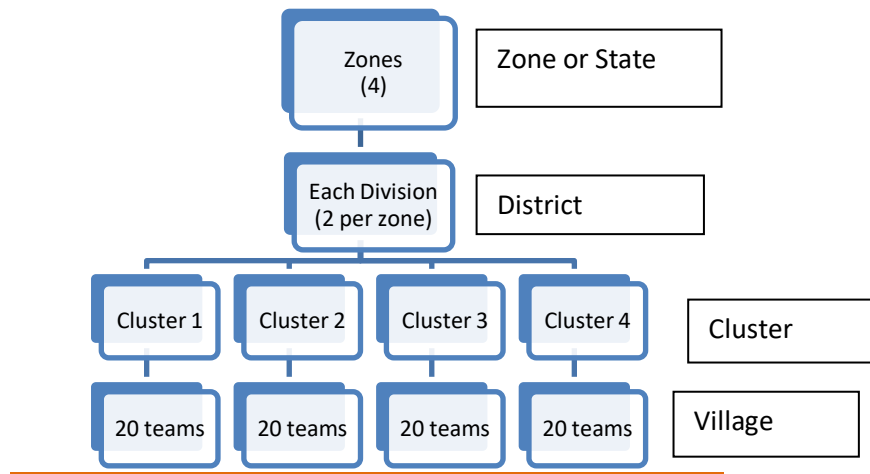 Zones
(4)
Zone or State
Each Division
(2 per zone)
District
Cluster 1
Cluster 2
Cluster 3
Cluster 4
Cluster
20 teams
20 teams
20 teams
20 teams
Village